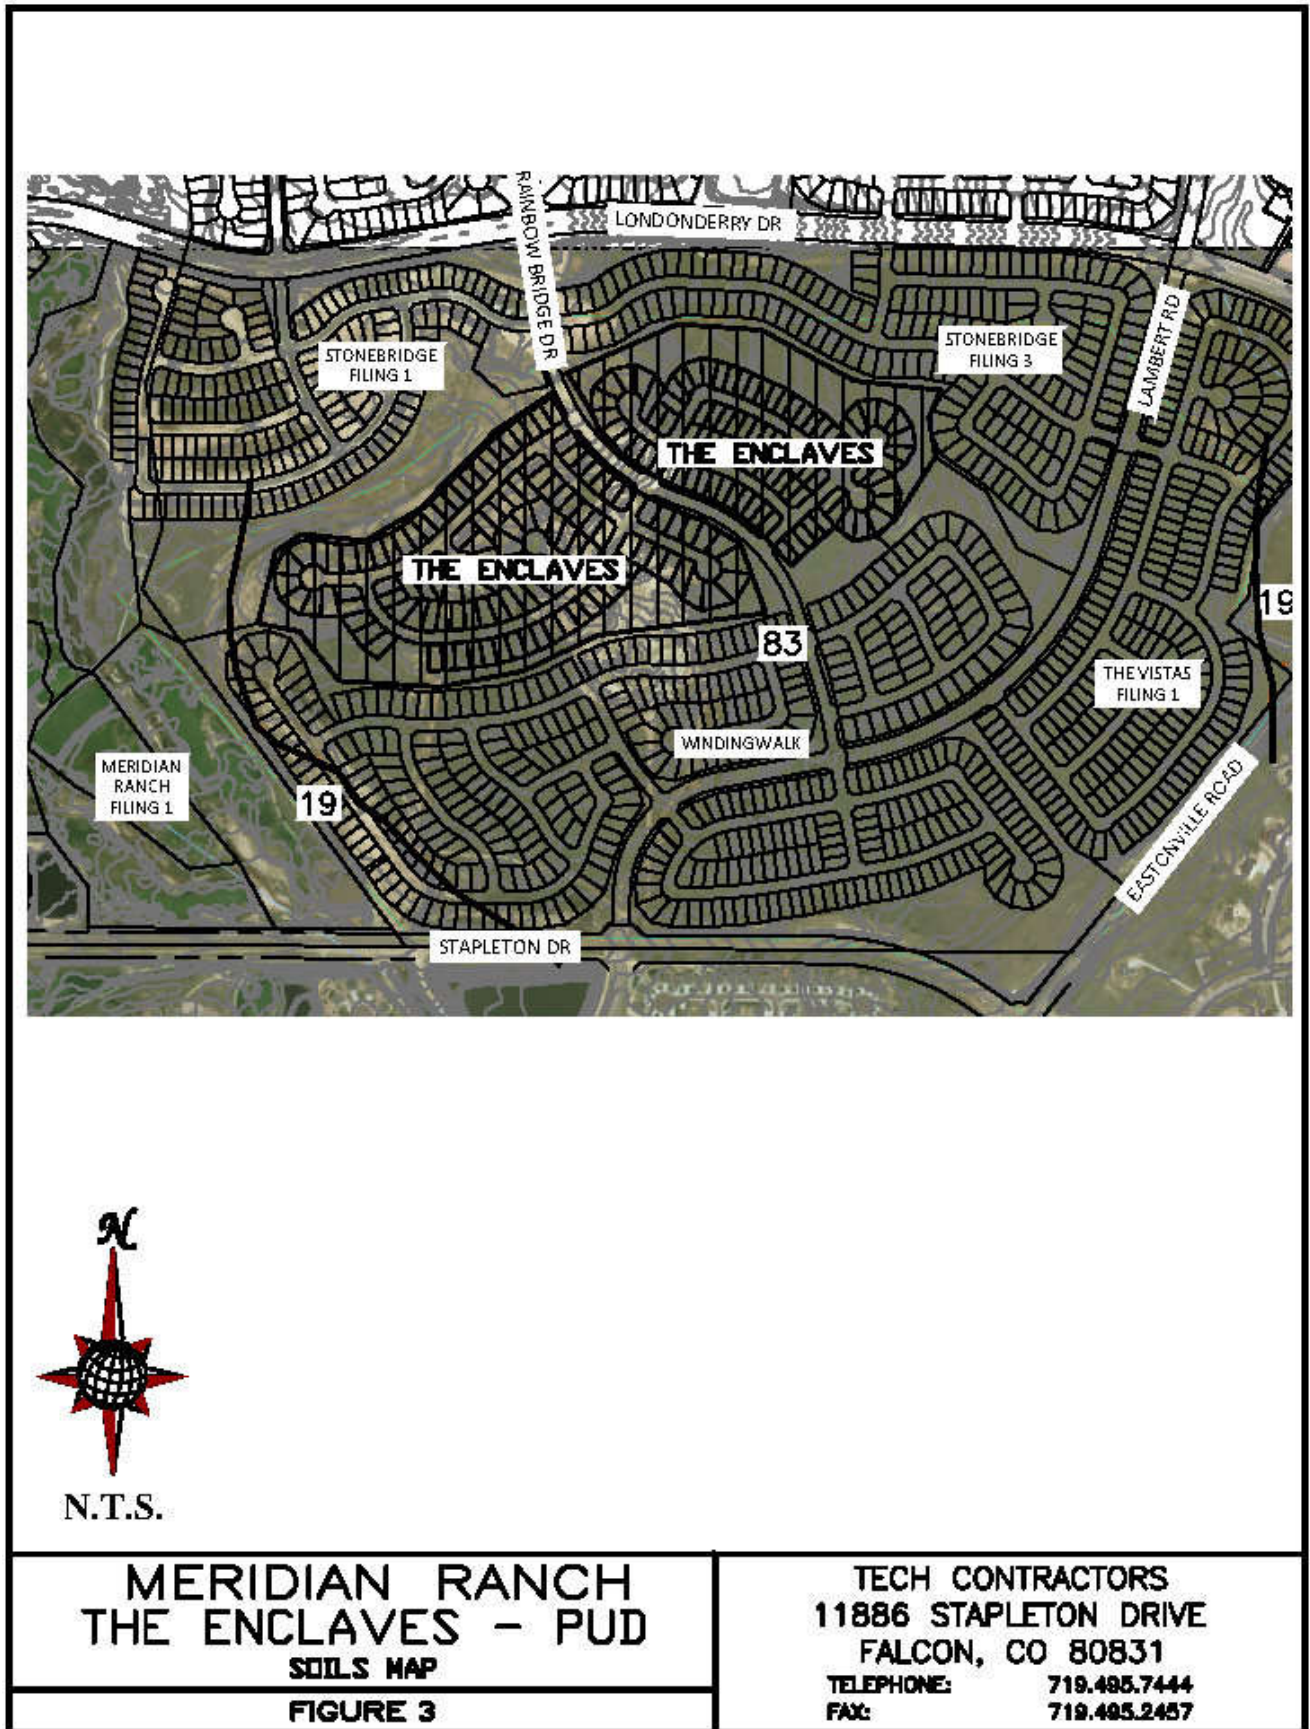 RAINBOW BRIDGE DR
LONDONDERRY DR
STONEBRIDGE
FILING 1
STONEBRIDGE
FILING 3
LAMBERT RD
THE ENCLAVES
THE ENCLAVES
19
83
THE VISTAS
FILING 1
WINDINGWALK
MERIDIAN
RANCH
FILING 1
19
EASTONVILLE ROAD
STAPLETON DR
N
N.T.S.
MERIDIAN RANCH
THE ENCLAVES - PUD
SOILS MAP
FIGURE 3
TECH CONTRACTORS
11886 STAPLETON DRIVE
FALCON, CO 80831
TELEPHONE: 719.495.7444
FAX: 719.495.2457